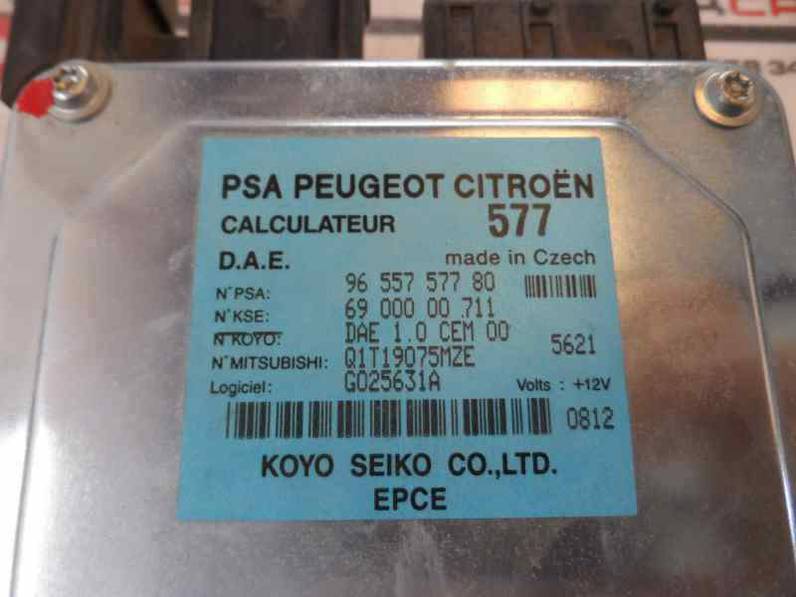 PSA PEUGEOT CITROËN
CALCULATEUR 577
D.A.E. made in Czech
N°PSA: 96 557 577 80
N°KSE: 69 000 00 711
N°KOYO: DAE 1.0 CEM 00
5621
N°MITSUBISHI: Q1T19075MZE
Logiciel: G025631A Volts : +12V
0812
KOYO SEIKO CO.,LTD.
EPCE